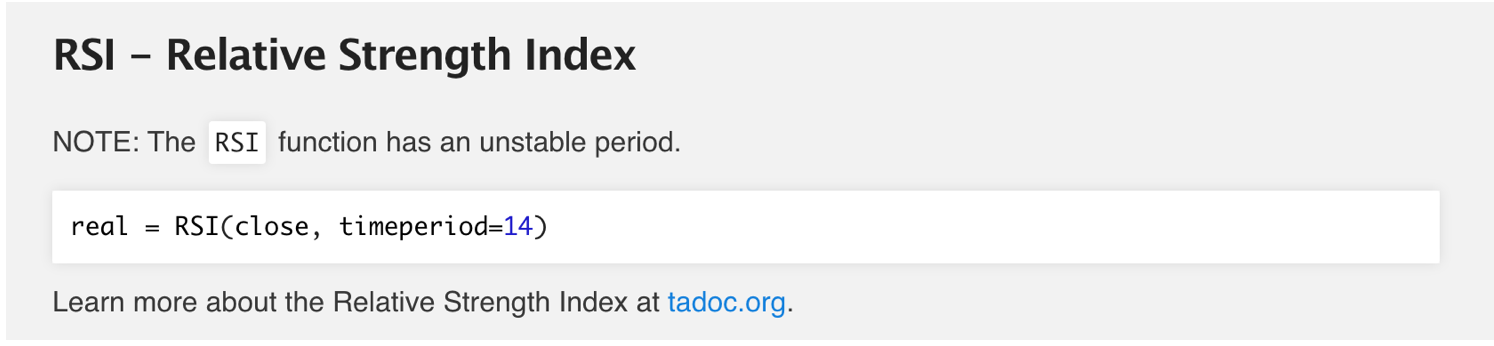 RSI – Relative Strength Index
NOTE: The RSI function has an unstable period.
real = RSI(close, timeperiod=14)
Learn more about the Relative Strength Index at tadoc.org.